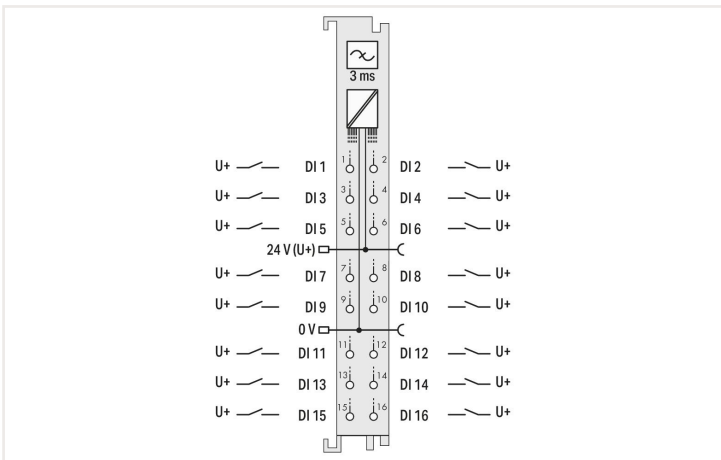 3 ms
U+ DI 1 1 2 DI 2 U+
U+ DI 3 3 4 DI 4 U+
U+ DI 5 5 6 DI 6 U+
24 V (U+)
U+ DI 7 7 8 DI 8 U+
U+ DI 9 9 10 DI 10 U+
0 V
U+ DI 11 11 12 DI 12 U+
U+ DI 13 13 14 DI 14 U+
U+ DI 15 15 16 DI 16 U+